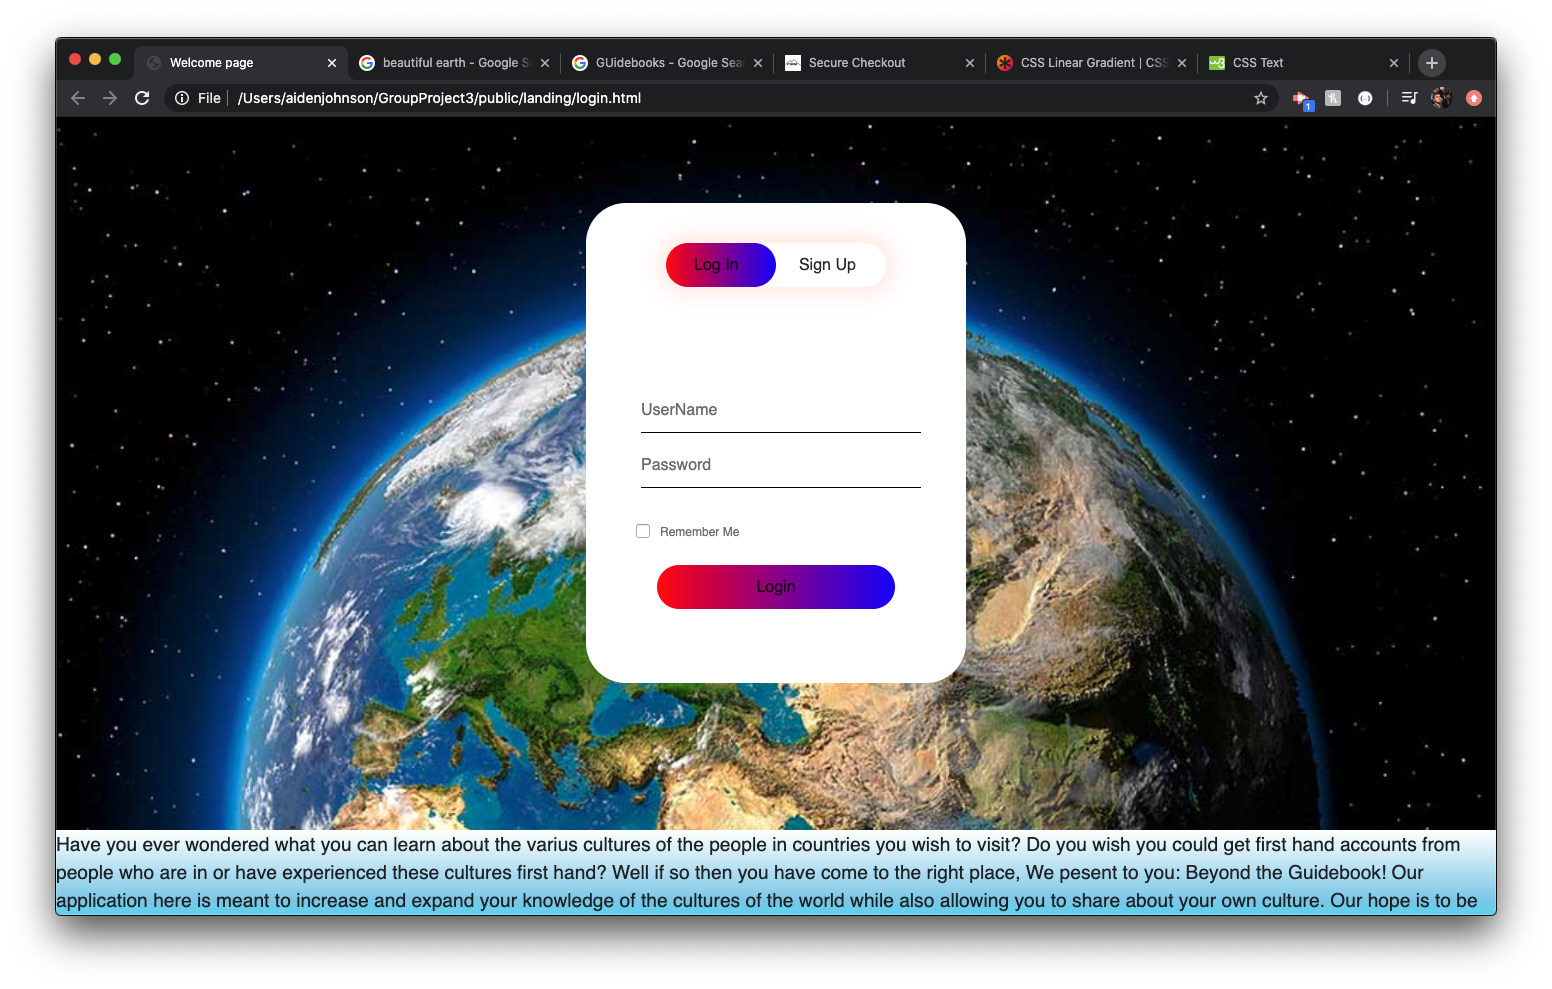 Welcome page
beautiful earth - Google S
GUidebooks - Google Sea
Secure Checkout
CSS Linear Gradient | CSS
CSS Text
File
/Users/aidenjohnson/GroupProject3/public/landing/login.html
1
Log In
Sign Up
UserName
Password
Remember Me
Login
Have you ever wondered what you can learn about the varius cultures of the people in countries you wish to visit? Do you wish you could get first hand accounts from
people who are in or have experienced these cultures first hand? Well if so then you have come to the right place, We pesent to you: Beyond the Guidebook! Our
application here is meant to increase and expand your knowledge of the cultures of the world while also allowing you to share about your own culture. Our hope is to be